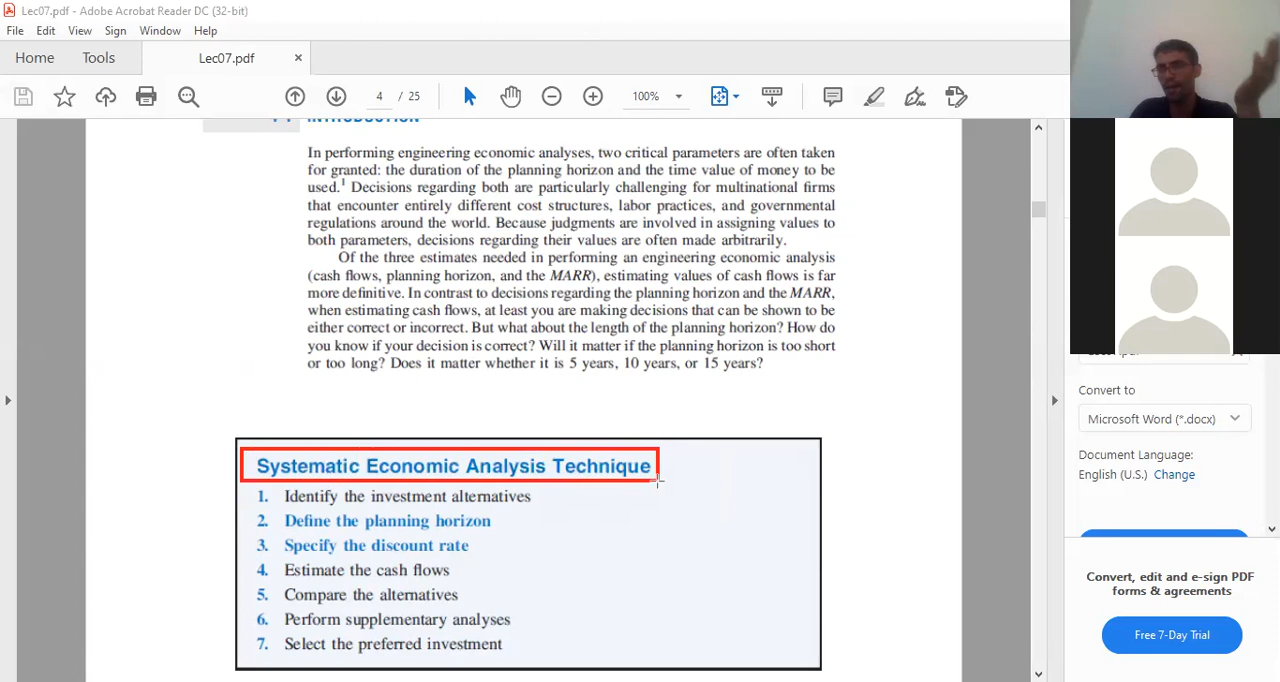 Lec07.pdf - Adobe Acrobat Reader DC (32-bit)
File Edit View Sign Window Help
Home Tools Lec07.pdf ×
4 / 25 100%
INTRODUCTION
In performing engineering economic analyses, two critical parameters are often taken
for granted: the duration of the planning horizon and the time value of money to be
used.1 Decisions regarding both are particularly challenging for multinational firms
that encounter entirely different cost structures, labor practices, and governmental
regulations around the world. Because judgments are involved in assigning values to
both parameters, decisions regarding their values are often made arbitrarily.
Of the three estimates needed in performing an engineering economic analysis
(cash flows, planning horizon, and the MARR), estimating values of cash flows is far
more definitive. In contrast to decisions regarding the planning horizon and the MARR,
when estimating cash flows, at least you are making decisions that can be shown to be
either correct or incorrect. But what about the length of the planning horizon? How do
you know if your decision is correct? Will it matter if the planning horizon is too short
or too long? Does it matter whether it is 5 years, 10 years, or 15 years?
Systematic Economic Analysis Technique
1. Identify the investment alternatives
2. Define the planning horizon
3. Specify the discount rate
4. Estimate the cash flows
5. Compare the alternatives
6. Perform supplementary analyses
7. Select the preferred investment
Convert to
Microsoft Word (*.docx)
Document Language:
English (U.S.) Change
Convert, edit and e-sign PDF
forms & agreements
Free 7-Day Trial